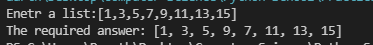 Enetr a list:[1,3,5,7,9,11,13,15]
The required answer: [1, 3, 5, 9, 7, 11, 13, 15]